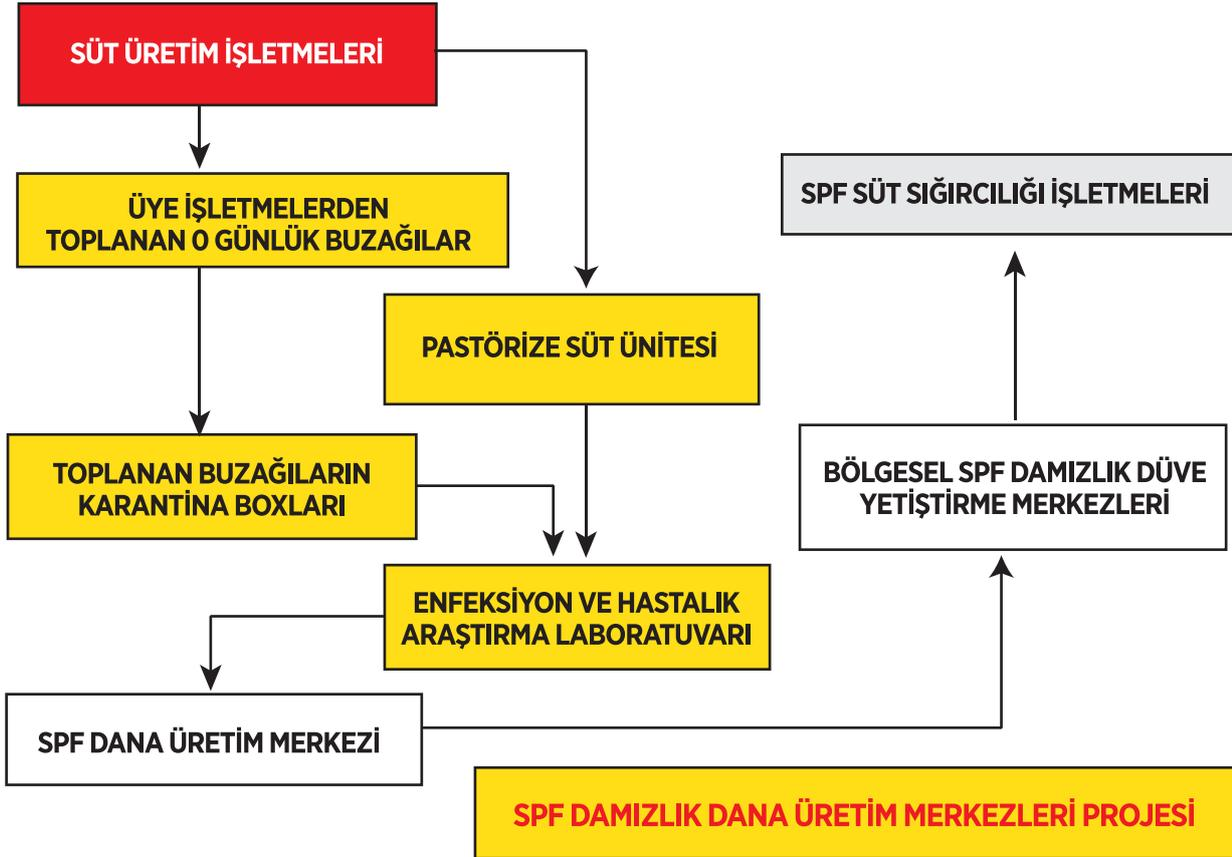 SÜT ÜRETİM İŞLETMELERİ
ÜYE İŞLETMELERDEN
TOPLANAN 0 GÜNLÜK BUZAĞILAR
SPF SÜT SIĞIRCILIĞI İŞLETMELERİ
PASTÖRİZE SÜT ÜNİTESİ
TOPLANAN BUZAĞILARIN
KARANTİNA BOXLARI
BÖLGESEL SPF DAMIZLIK DÜVE
YETİŞTİRME MERKEZLERİ
ENFEKSİYON VE HASTALIK
ARAŞTIRMA LABORATUVARI
SPF DANA ÜRETİM MERKEZİ
SPF DAMIZLIK DANA ÜRETİM MERKEZLERİ PROJESİ